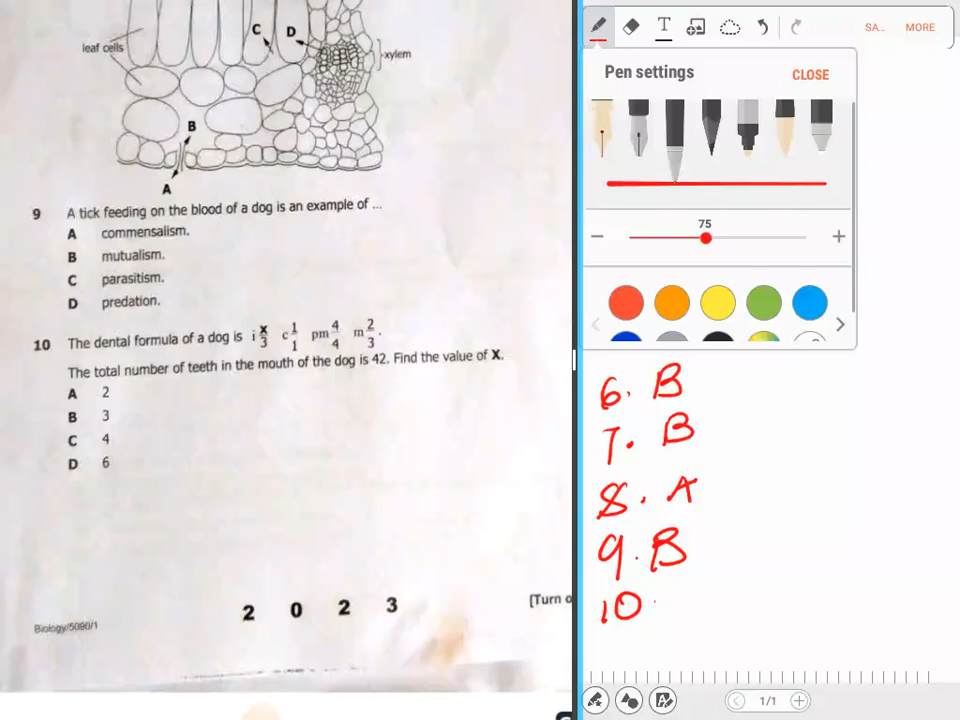 C D
leaf cells
xylem
B
A
9 A tick feeding on the blood of a dog is an example of ...
A commensalism.
B mutualism.
C parasitism.
D predation.
10 The dental formula of a dog is i x/3 c 1/1 pm 4/4 m 2/3.
The total number of teeth in the mouth of the dog is 42. Find the value of X.
A 2
B 3
C 4
D 6
2 0 2 3
[Turn o
Biology/5090/1
T
SA... MORE
Pen settings CLOSE
75
6. B
7. B
8. A
9. B
10
1/1